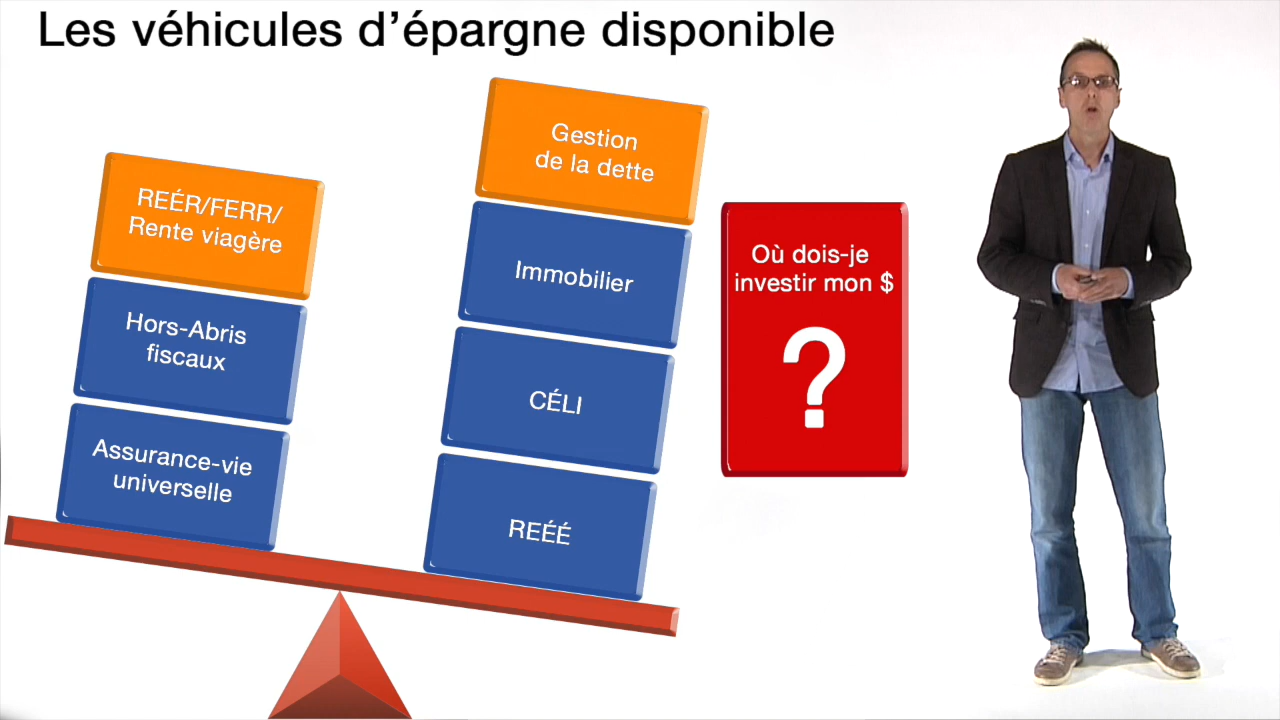 Les véhicules d'épargne disponible
REÉR/FERR/
Rente viagère
Hors-Abris
fiscaux
Assurance-vie
universelle
Gestion
de la dette
Immobilier
CÉLI
REÉÉ
Où dois-je
investir mon $
?